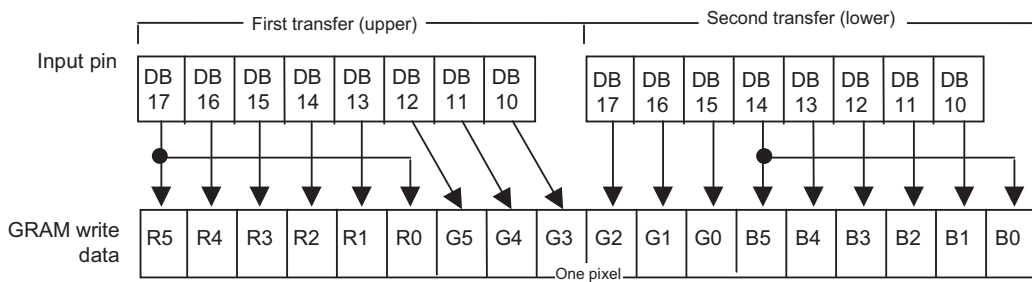 First transfer (upper) Second transfer (lower)
Input pin
DB DB DB DB DB DB DB DB DB DB DB DB DB DB DB DB
17 16 15 14 13 12 11 10 17 16 15 14 13 12 11 10
GRAM write
data
R5 R4 R3 R2 R1 R0 G5 G4 G3 G2 G1 G0 B5 B4 B3 B2 B1 B0
One pixel